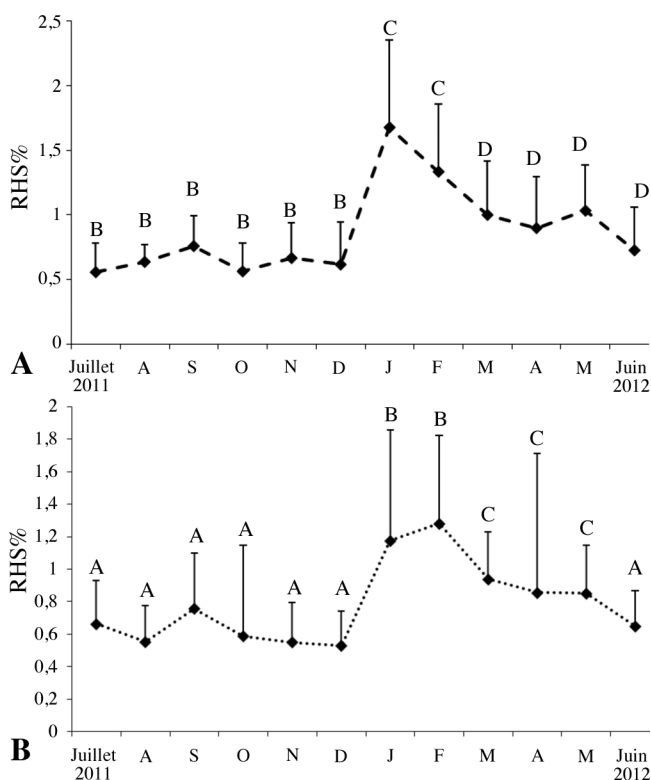 2,5
2
1,5
1
0,5
0
RHS%
B B B B B B C C D D D D
A
Juillet A S O N D J F M A M Juin
2011 2012
2
1,8
1,6
1,4
1,2
1
0,8
0,6
0,4
0,2
0
RHS%
A A A A A A B B C C C A
B
Juillet A S O N D J F M A M Juin
2011 2012